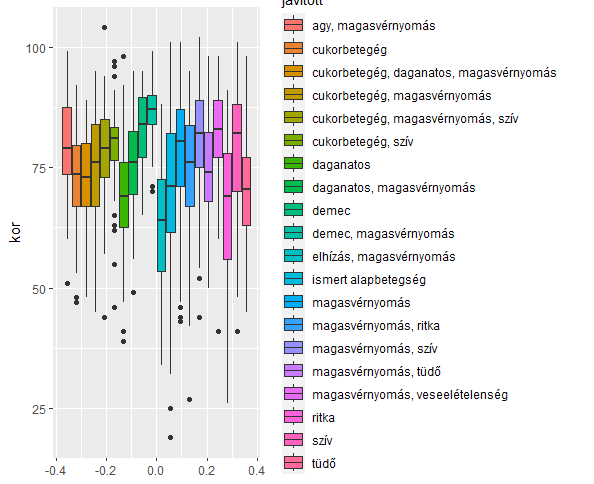 javított
agy, magasvérnyomás
cukorbetegég
cukorbetegég, daganatos, magasvérnyomás
cukorbetegég, magasvérnyomás
cukorbetegég, magasvérnyomás, szív
cukorbetegég, szív
daganatos
daganatos, magasvérnyomás
demec
demec, magasvérnyomás
elhízás, magasvérnyomás
ismert alapbetegség
magasvérnyomás
magasvérnyomás, ritka
magasvérnyomás, szív
magasvérnyomás, tüdő
magasvérnyomás, veseelételenség
ritka
szív
tüdő
kor
100
75
50
25
-0.4 -0.2 0.0 0.2 0.4